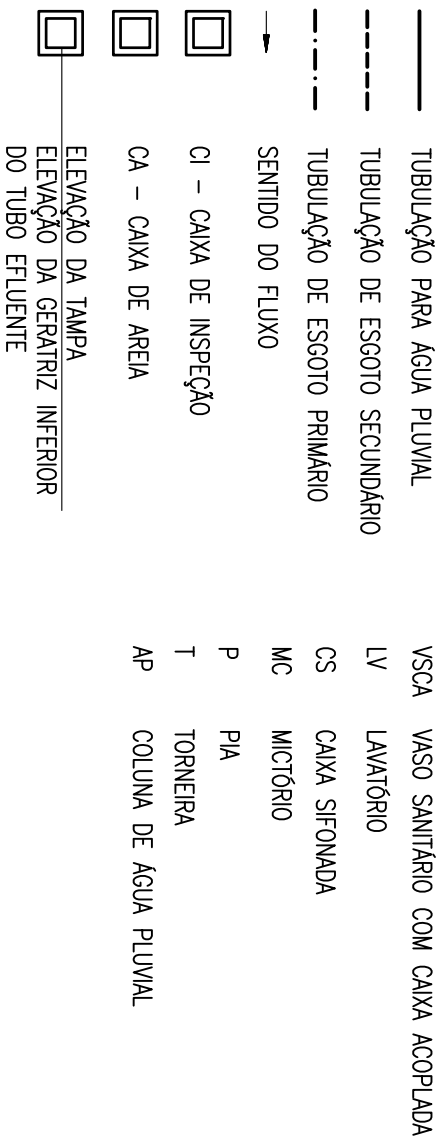 TUBULAÇÃO PARA ÁGUA PLUVIAL
TUBULAÇÃO DE ESGOTO SECUNDÁRIO
TUBULAÇÃO DE ESGOTO PRIMÁRIO
SENTIDO DO FLUXO
CI – CAIXA DE INSPEÇÃO
CA – CAIXA DE AREIA
ELEVAÇÃO DA TAMPA
ELEVAÇÃO DA GERATRIZ INFERIOR
DO TUBO EFLUENTE
VSCA VASO SANITÁRIO COM CAIXA ACOPLADA
LV LAVATÓRIO
CS CAIXA SIFONADA
MC MICTÓRIO
P PIA
T TORNEIRA
AP COLUNA DE ÁGUA PLUVIAL